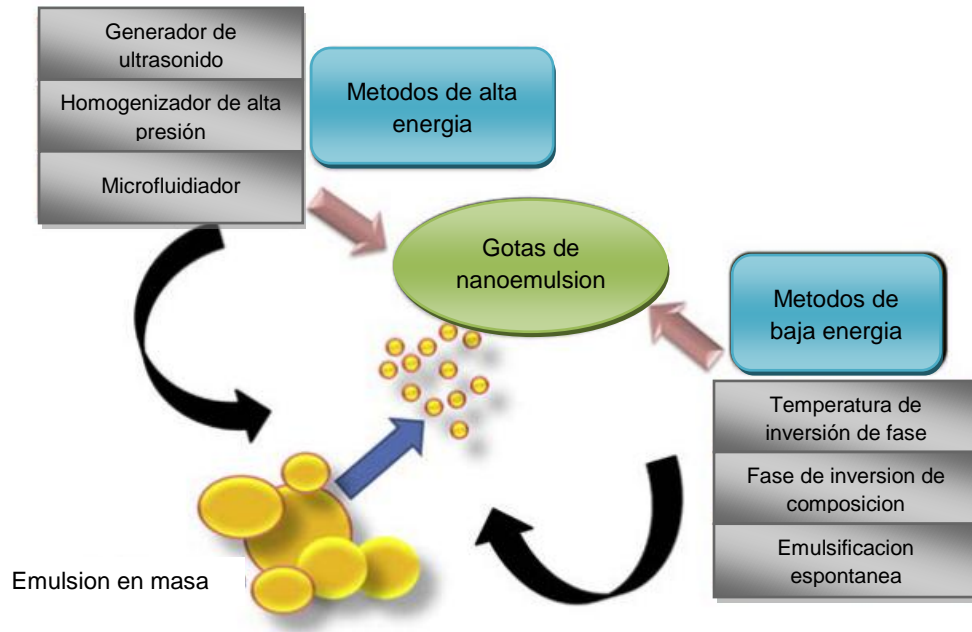 Generador de
ultrasonido
Homogenizador de alta
presión
Microfluidiador
Metodos de alta
energia
Gotas de
nanoemulsion
Metodos de
baja energia
Temperatura de
inversión de fase
Fase de inversion de
composicion
Emulsificacion
espontanea
Emulsion en masa